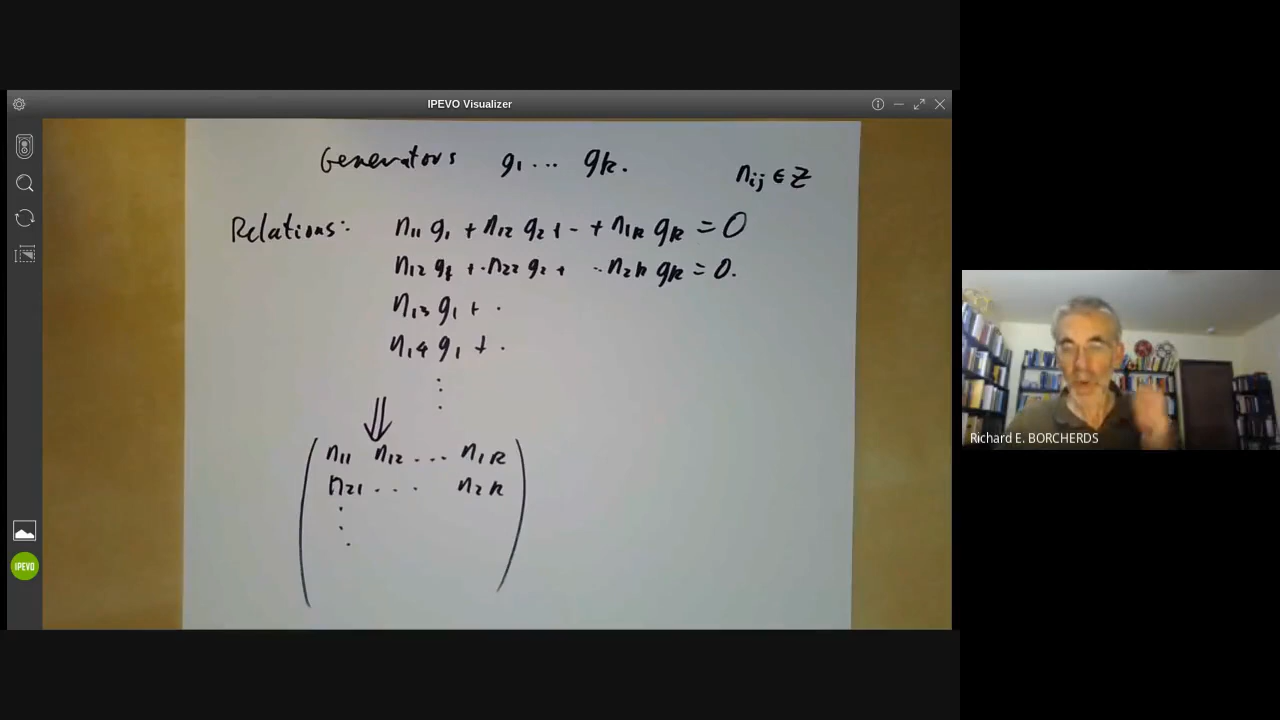 IPEVO Visualizer
Generators g₁ ... gₖ.
nᵢⱼ ∈ Z
Relations: n₁₁ g₁ + n₁₂ g₂ + - + n₁ₖ gₖ = 0
n₁₂ g₁ + n₂₂ g₂ + .. n₂ₖ gₖ = 0.
n₁₃ g₁ + .
n₁₄ g₁ + .
⋮
⇓
( n₁₁ n₁₂ ... n₁ₖ
n₂₁ ... n₂ₖ
⋮ )
IPEVO
Richard E. BORCHERDS